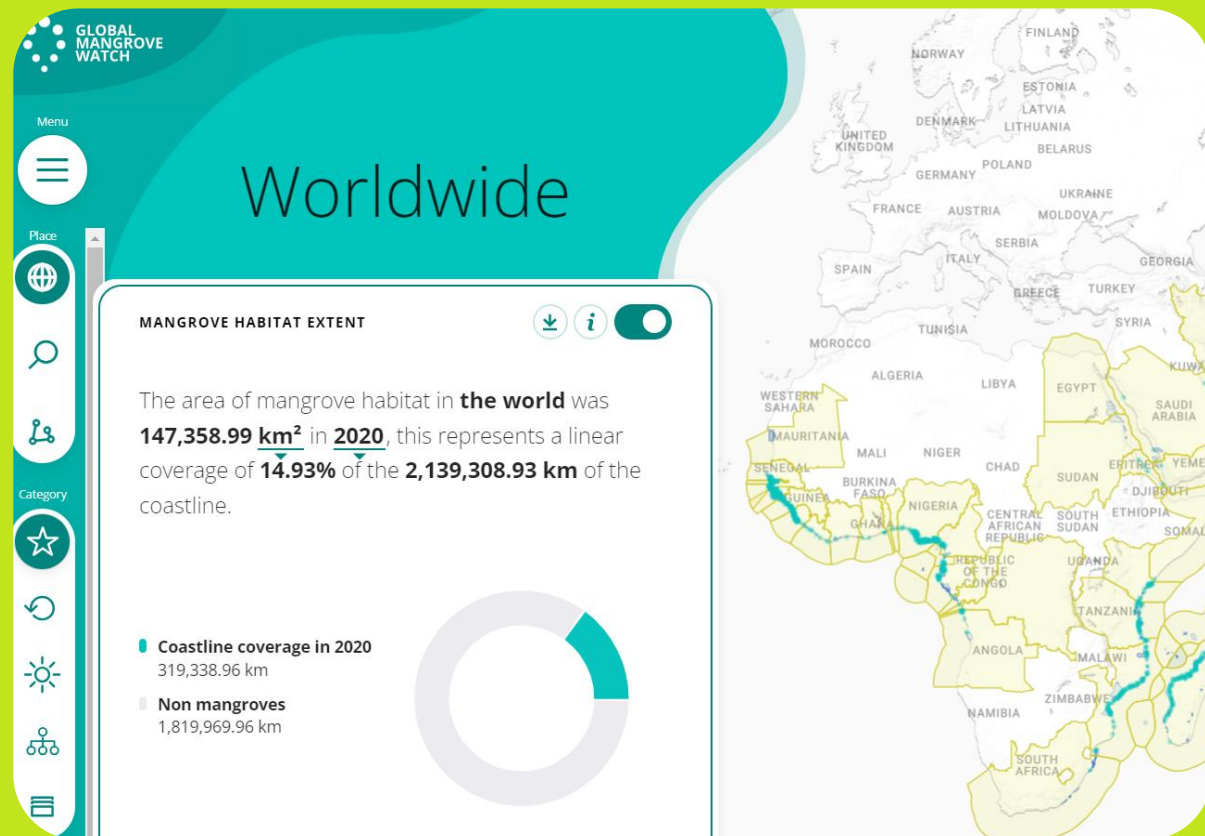 GLOBAL
MANGROVE
WATCH
Menu
Worldwide
Place
MANGROVE HABITAT EXTENT
The area of mangrove habitat in the world was
147,358.99 km² in 2020, this represents a linear
coverage of 14.93% of the 2,139,308.93 km of the
coastline.
Category
Coastline coverage in 2020
319,338.96 km
Non mangroves
1,819,969.96 km
FINLAND
NORWAY
ESTONIA
LATVIA
DENMARK
LITHUANIA
UNITED
KINGDOM
BELARUS
POLAND
GERMANY
UKRAINE
FRANCE
AUSTRIA
MOLDOVA
SERBIA
ITALY
GEORGIA
SPAIN
GREECE
TURKEY
TUNISIA
SYRIA
MOROCCO
KUWA
ALGERIA
LIBYA
EGYPT
WESTERN
SAHARA
SAUDI
ARABIA
MAURITANIA
MALI
NIGER
CHAD
SUDAN
ERITREA
YEME
SENEGAL
BURKINA
FASO
DJIBOUTI
GUINEA
NIGERIA
CENTRAL
AFRICAN
REPUBLIC
SOUTH
SUDAN
ETHIOPIA
GHANA
SOMAL
REPUBLIC
OF THE
CONGO
UGANDA
TANZANI
ANGOLA
MALAWI
ZIMBABWE
NAMIBIA
SOUTH
AFRICA